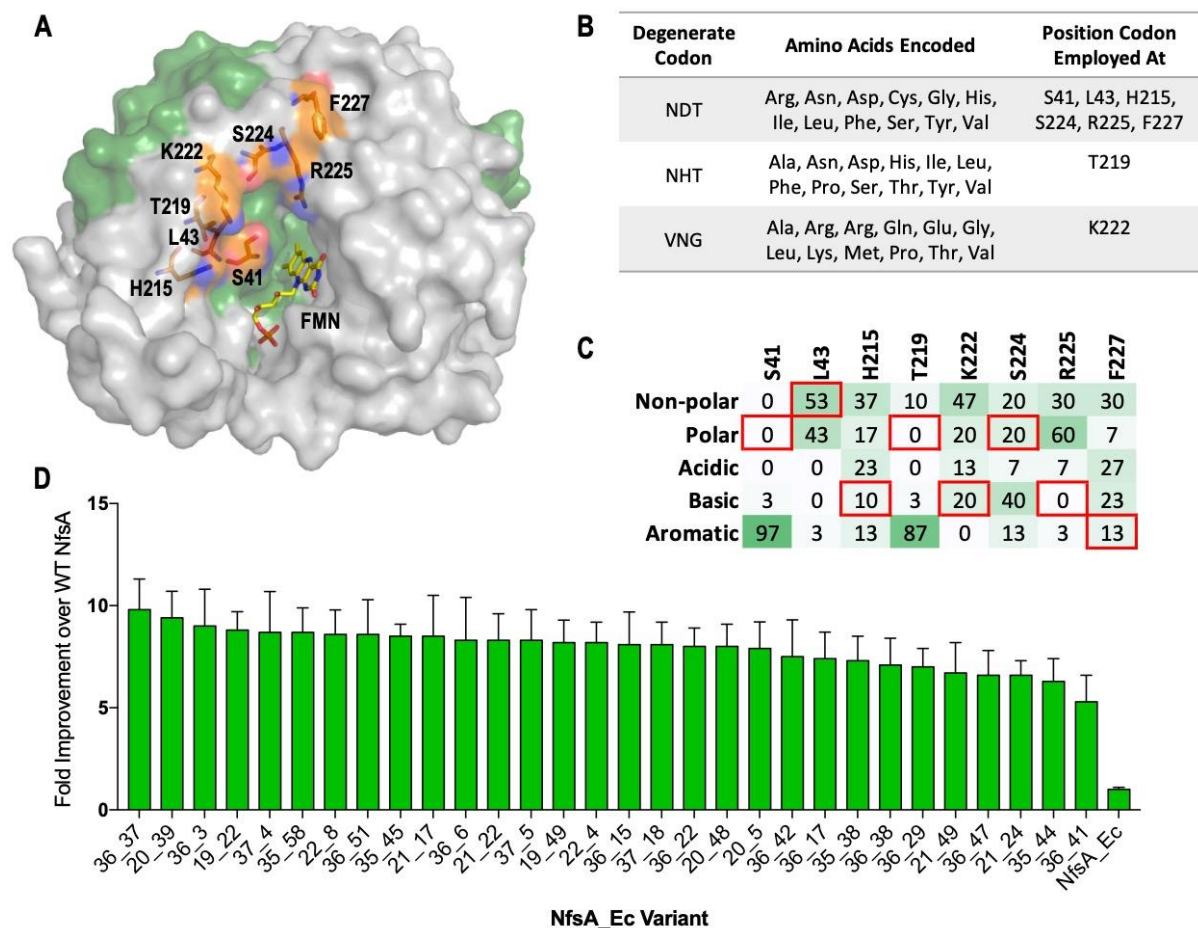 A
F227
S224
K222
R225
T219
L43
S41
H215
FMN
B
Degenerate Codon Amino Acids Encoded Position Codon Employed At
NDT Arg, Asn, Asp, Cys, Gly, His, Ile, Leu, Phe, Ser, Tyr, Val S41, L43, H215, S224, R225, F227
NHT Ala, Asn, Asp, His, Ile, Leu, Phe, Pro, Ser, Thr, Tyr, Val T219
VNG Ala, Arg, Arg, Gln, Glu, Gly, Leu, Lys, Met, Pro, Thr, Val K222
C
S41 L43 H215 T219 K222 S224 R225 F227
Non-polar 0 53 37 10 47 20 30 30
Polar 0 43 17 0 20 20 60 7
Acidic 0 0 23 0 13 7 7 27
Basic 3 0 10 3 20 40 0 23
Aromatic 97 3 13 87 0 13 3 13
D
Fold Improvement over WT NfsA
15
10
5
0
36_37 20_39 36_3 19_22 37_4 35_58 22_8 36_51 35_45 21_17 36_6 21_22 37_5 19_49 22_4 36_15 37_18 36_22 20_48 20_5 36_42 36_17 35_38 36_38 36_29 21_49 36_47 21_24 35_44 36_41 NfsA_Ec
NfsA_Ec Variant